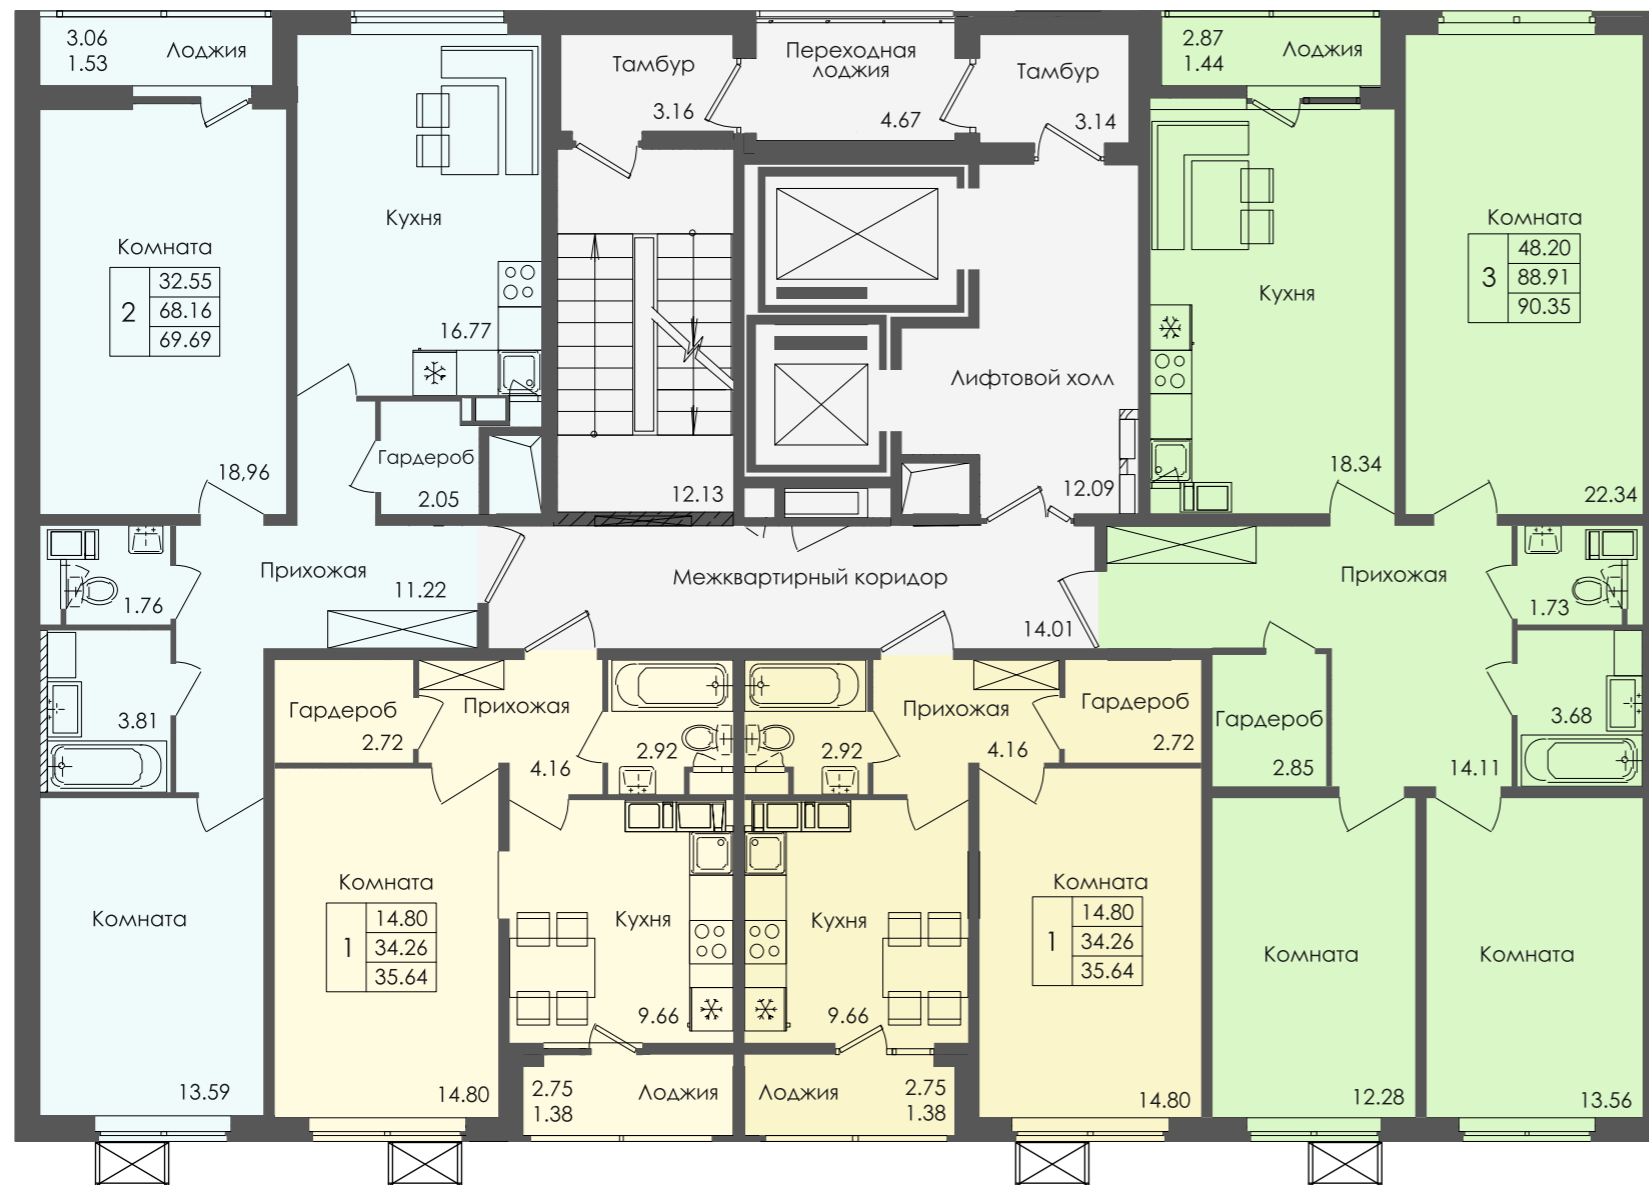 3.06
1.53
Лоджия
Комната
2
32.55
68.16
69.69
18,96
Кухня
16.77
Гардероб
2.05
Прихожая
11.22
1.76
3.81
Комната
13.59
Тамбур
3.16
Переходная
лоджия
4.67
Тамбур
3.14
12.13
Лифтовой холл
12.09
Межквартирный коридор
14.01
2.87
1.44
Лоджия
Кухня
18.34
Комната
3
48.20
88.91
90.35
22.34
Прихожая
14.11
1.73
3.68
Гардероб
2.85
Комната
12.28
Комната
13.56
Гардероб
2.72
Прихожая
4.16
2.92
Комната
1
14.80
34.26
35.64
14.80
Кухня
9.66
2.75
1.38
Лоджия
2.92
Прихожая
4.16
Гардероб
2.72
Кухня
9.66
Комната
1
14.80
34.26
35.64
14.80
Лоджия
2.75
1.38